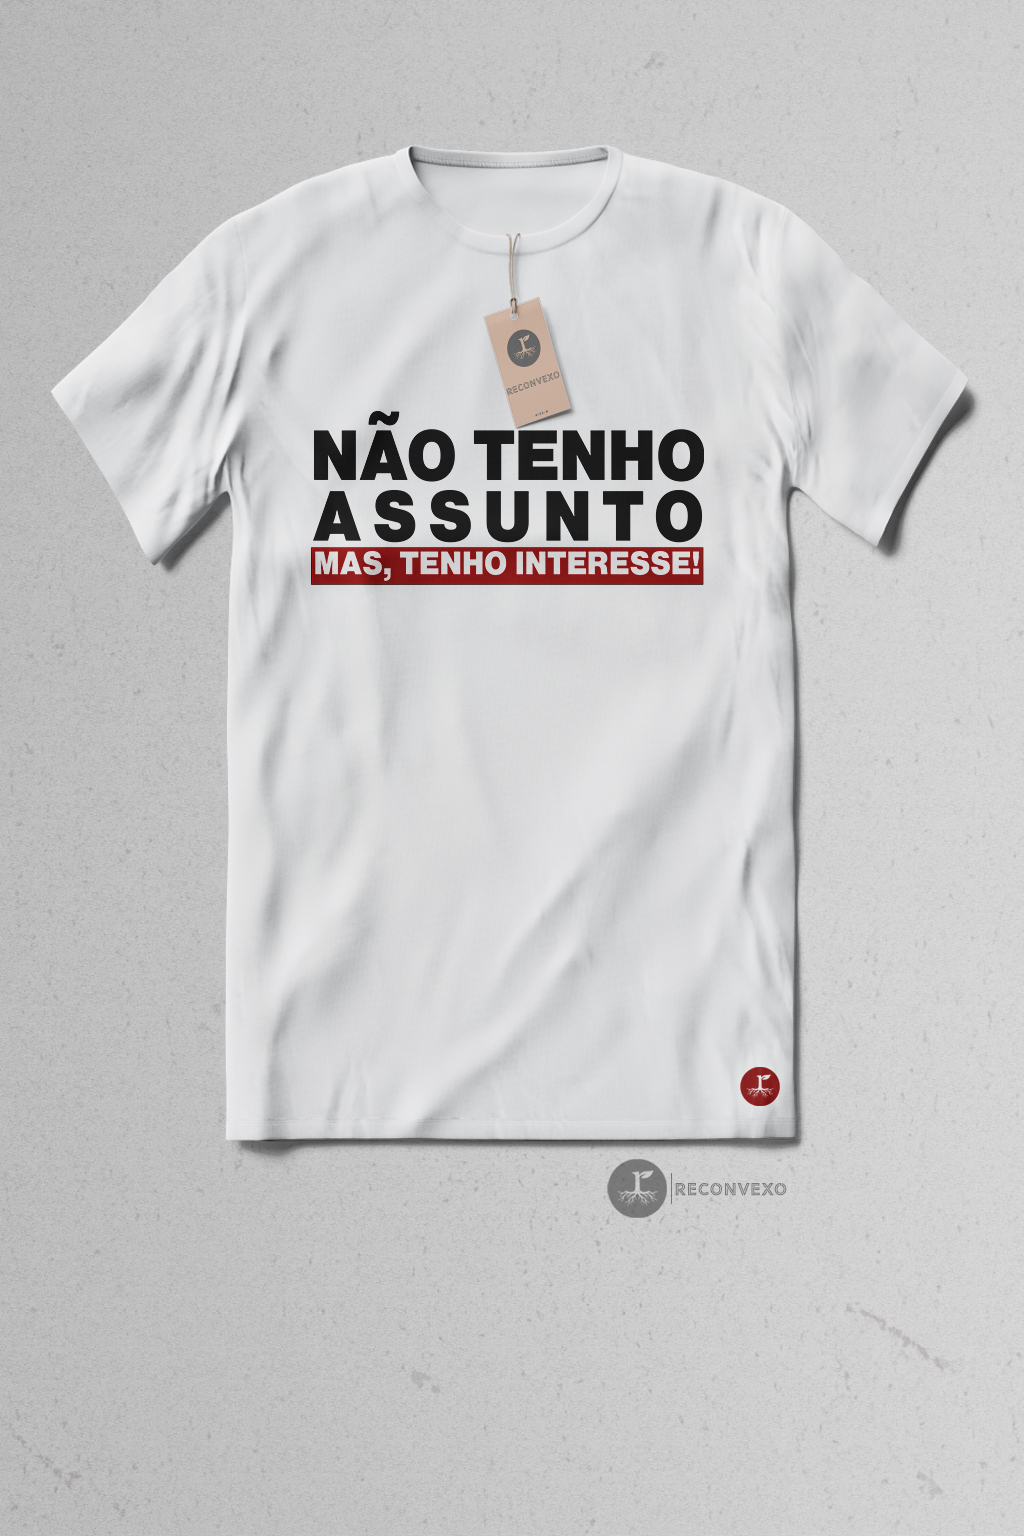 RECONVEXO
NÃO TENHO
ASSUNTO
MAS, TENHO INTERESSE!
RECONVEXO